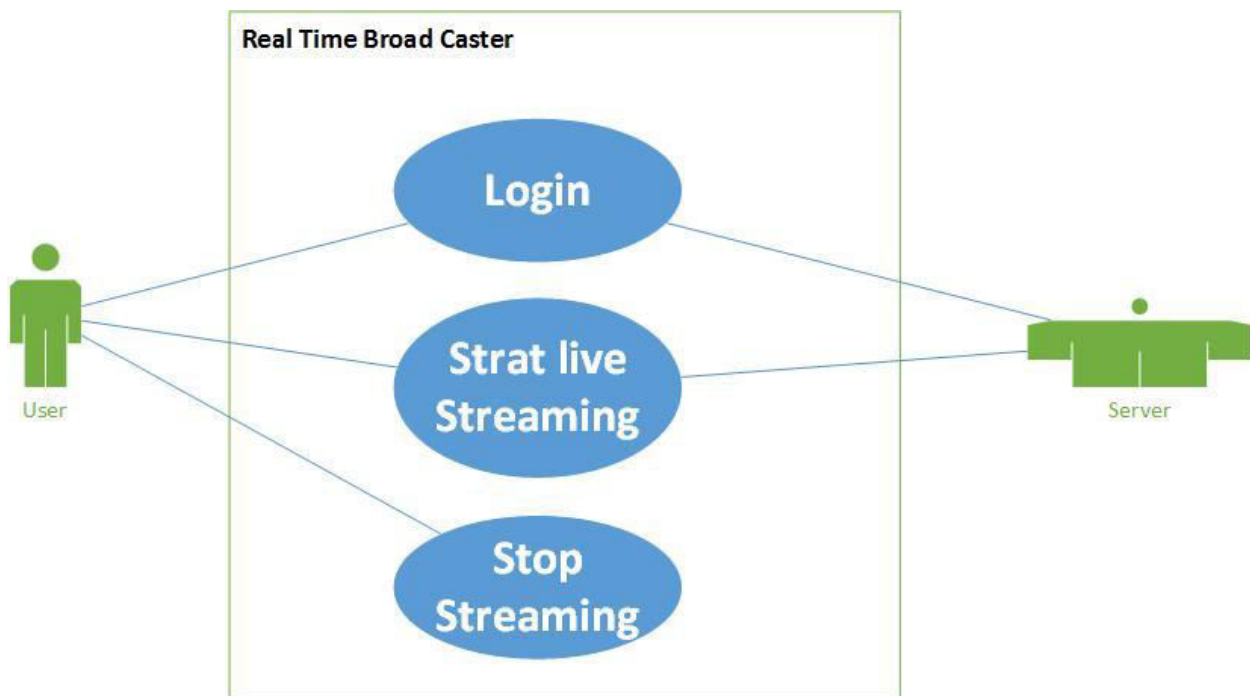 Real Time Broad Caster
Login
Strat live
Streaming
Stop
Streaming
User
Server